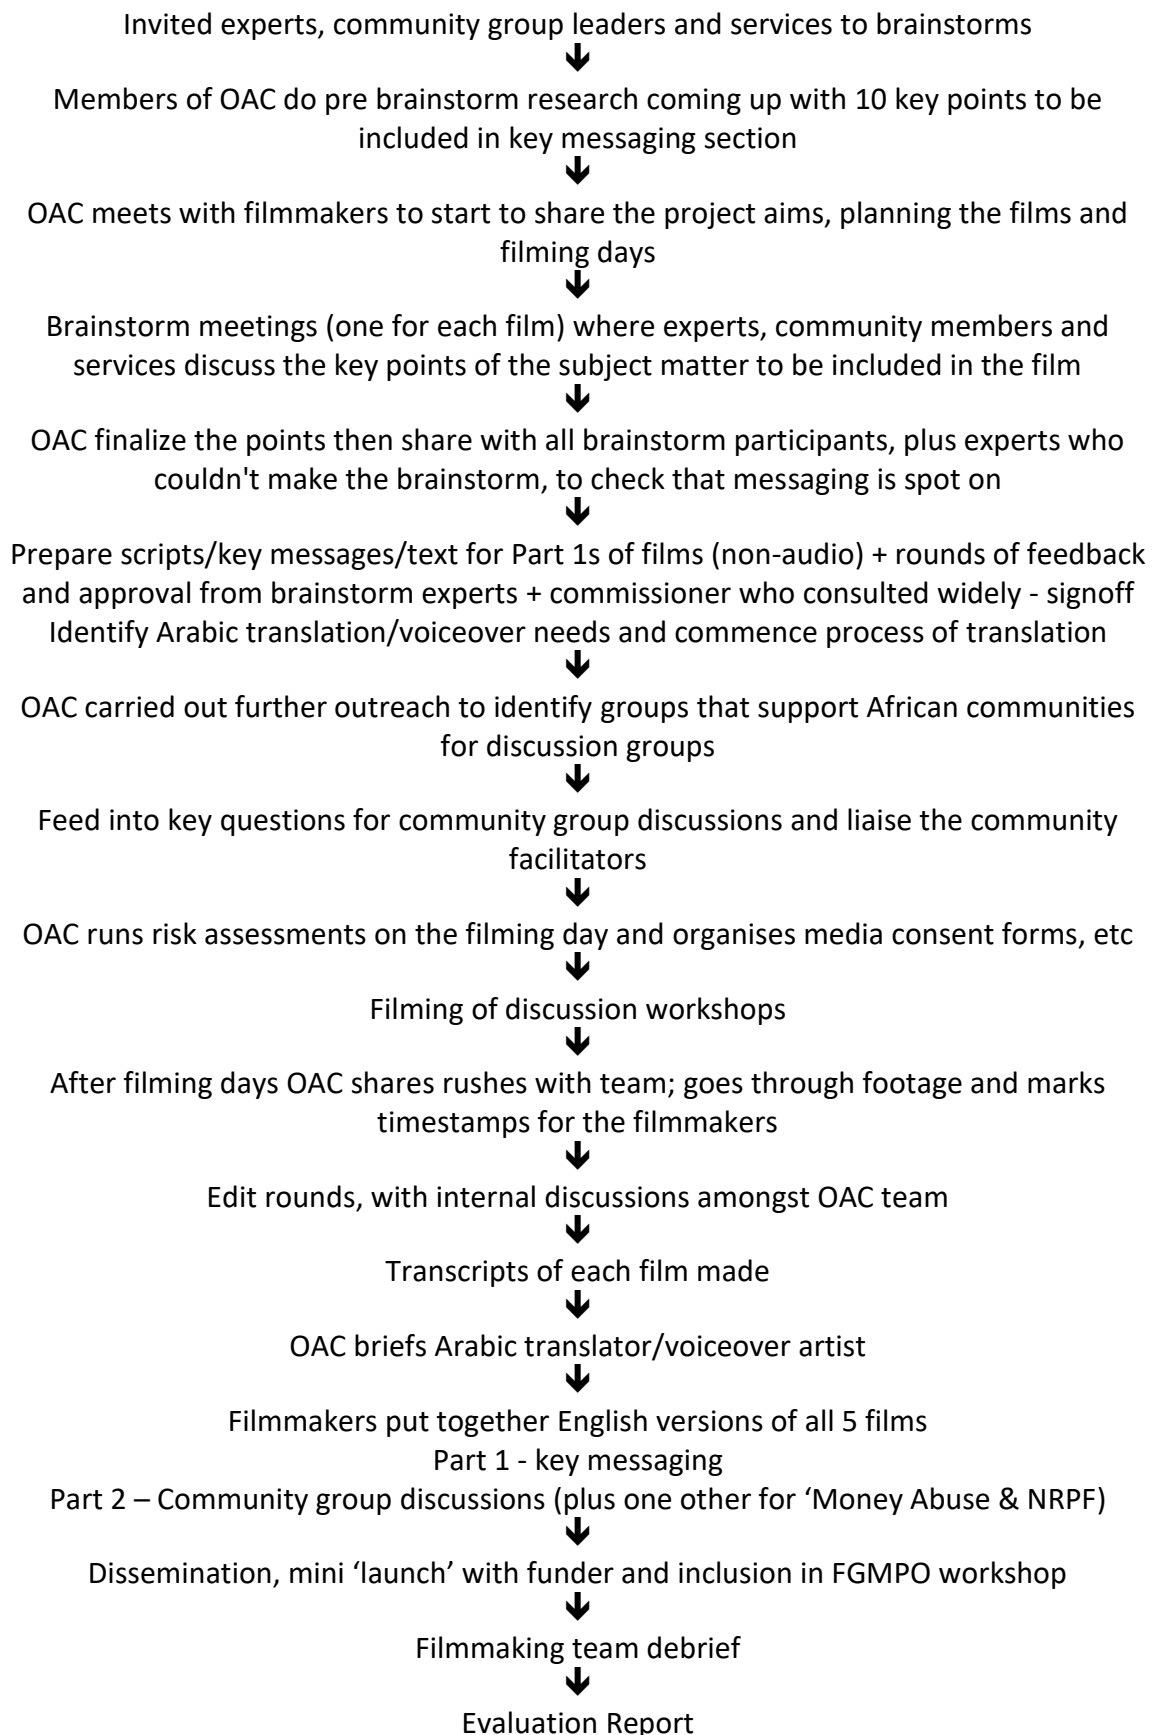 Invited experts, community group leaders and services to brainstorms
Members of OAC do pre brainstorm research coming up with 10 key points to be
included in key messaging section
OAC meets with filmmakers to start to share the project aims, planning the films and
filming days
Brainstorm meetings (one for each film) where experts, community members and
services discuss the key points of the subject matter to be included in the film
OAC finalize the points then share with all brainstorm participants, plus experts who
couldn't make the brainstorm, to check that messaging is spot on
Prepare scripts/key messages/text for Part 1s of films (non-audio) + rounds of feedback
and approval from brainstorm experts + commissioner who consulted widely - signoff
Identify Arabic translation/voiceover needs and commence process of translation
OAC carried out further outreach to identify groups that support African communities
for discussion groups
Feed into key questions for community group discussions and liaise the community
facilitators
OAC runs risk assessments on the filming day and organises media consent forms, etc
Filming of discussion workshops
After filming days OAC shares rushes with team; goes through footage and marks
timestamps for the filmmakers
Edit rounds, with internal discussions amongst OAC team
Transcripts of each film made
OAC briefs Arabic translator/voiceover artist
Filmmakers put together English versions of all 5 films
Part 1 - key messaging
Part 2 – Community group discussions (plus one other for ‘Money Abuse & NRPF)
Dissemination, mini ‘launch’ with funder and inclusion in FGMPO workshop
Filmmaking team debrief
Evaluation Report